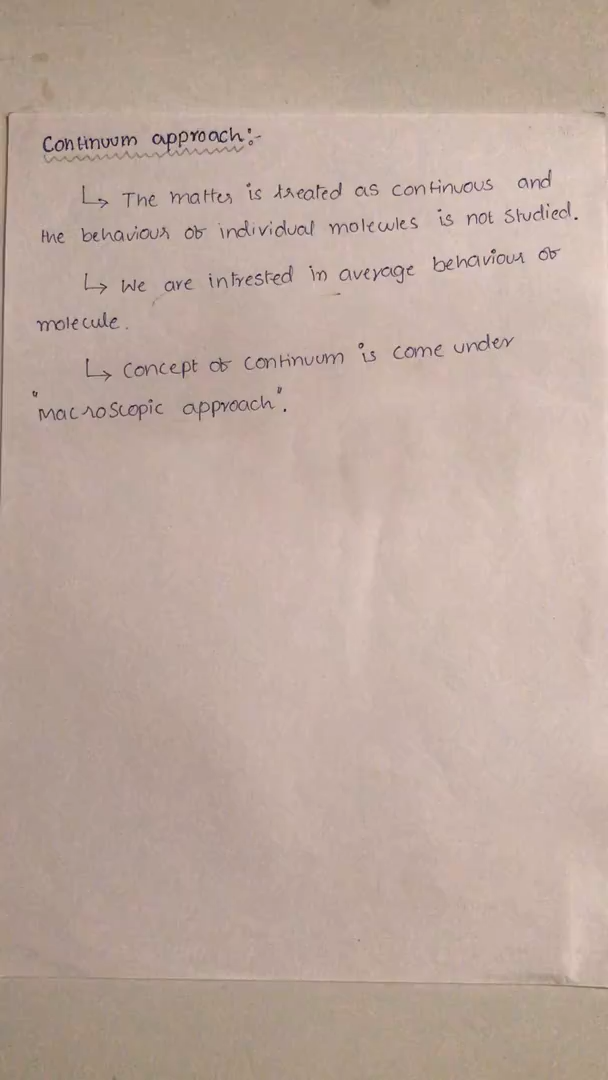 Continuum approach:-
↳ The matter is treated as continuous and
the behaviour of individual molecules is not studied.
↳ We are intrested in average behaviour of
molecule.
↳ Concept of continuum is come under
"macroscopic approach".